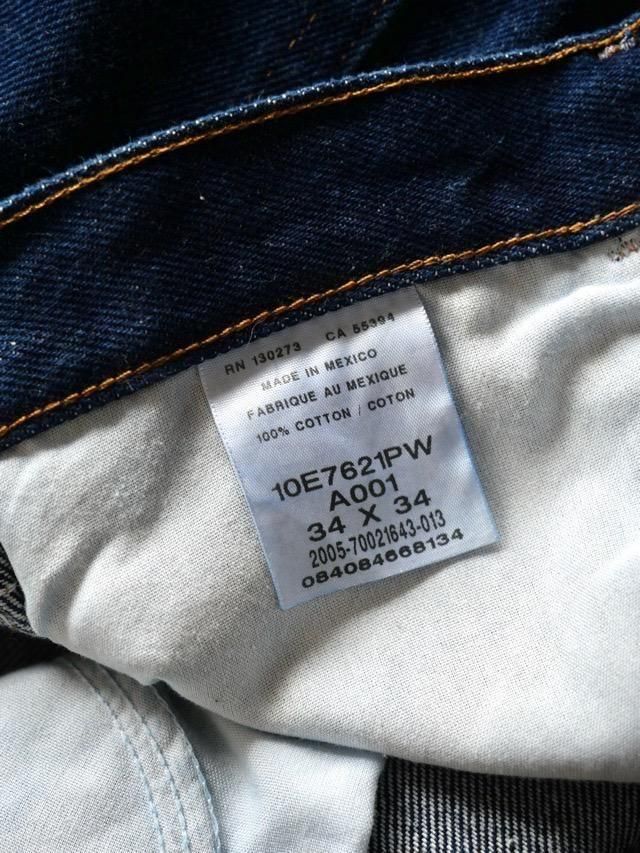 RN 130273 CA 55394
MADE IN MEXICO
FABRIQUE AU MEXIQUE
100% COTTON / COTON
10E7621PW
A001
34 X 34
2005-70021643-013
084084668134